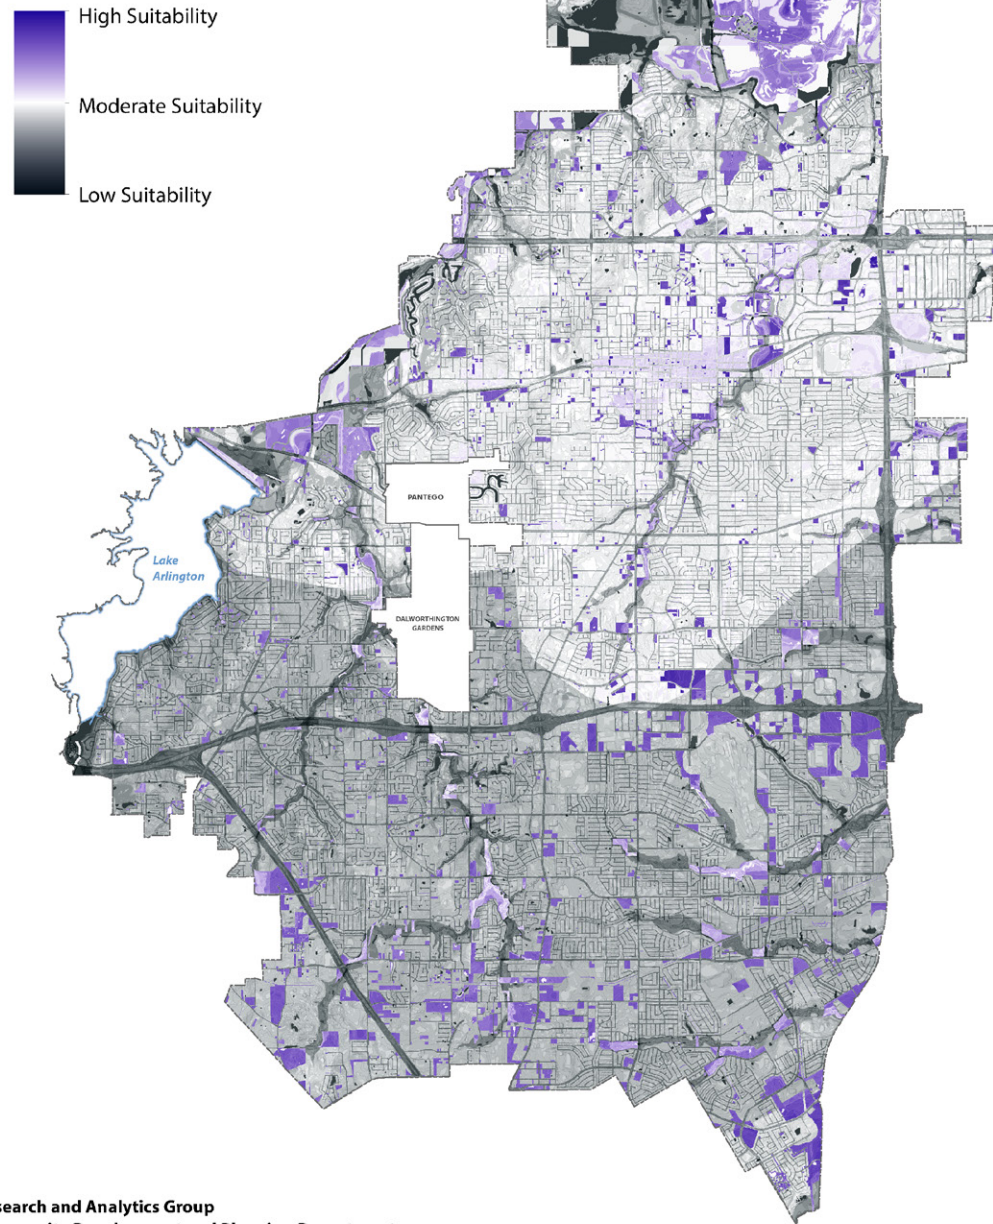 High Suitability
Moderate Suitability
Low Suitability
PANTEGO
Lake
Arlington
DALWORTHINGTON
GARDENS
search and Analytics Group